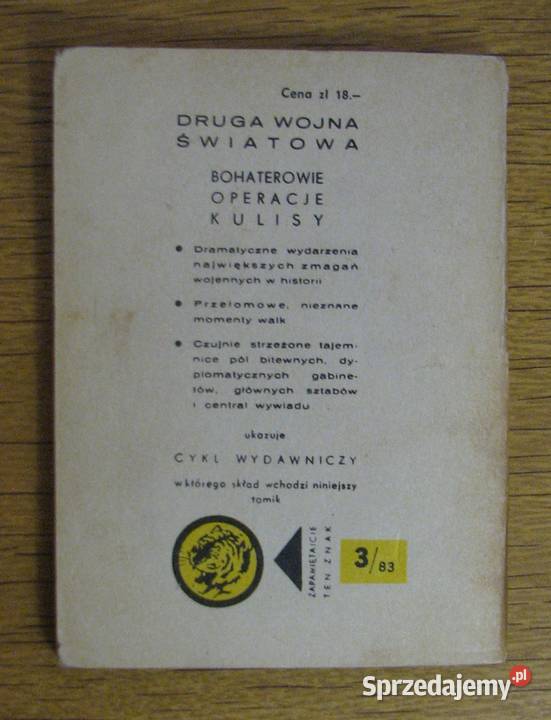 Cena zł 18.—
DRUGA WOJNA
ŚWIATOWA
BOHATEROWIE
OPERACJE
KULISY
• Dramatyczne wydarzenia
największych zmagań
wojennych w historii
• Przełomowe, nieznane
momenty walk
• Czujnie strzeżone tajem-
nice pól bitewnych, dy-
plomatycznych gabine-
tów, głównych sztabów
i central wywiadu
ukazuje
CYKL WYDAWNICZY
w którego skład wchodzi niniejszy
tomik
ZAPAMIĘTAJCIE
TEN ZNAK
3/83
Sprzedajemy.pl